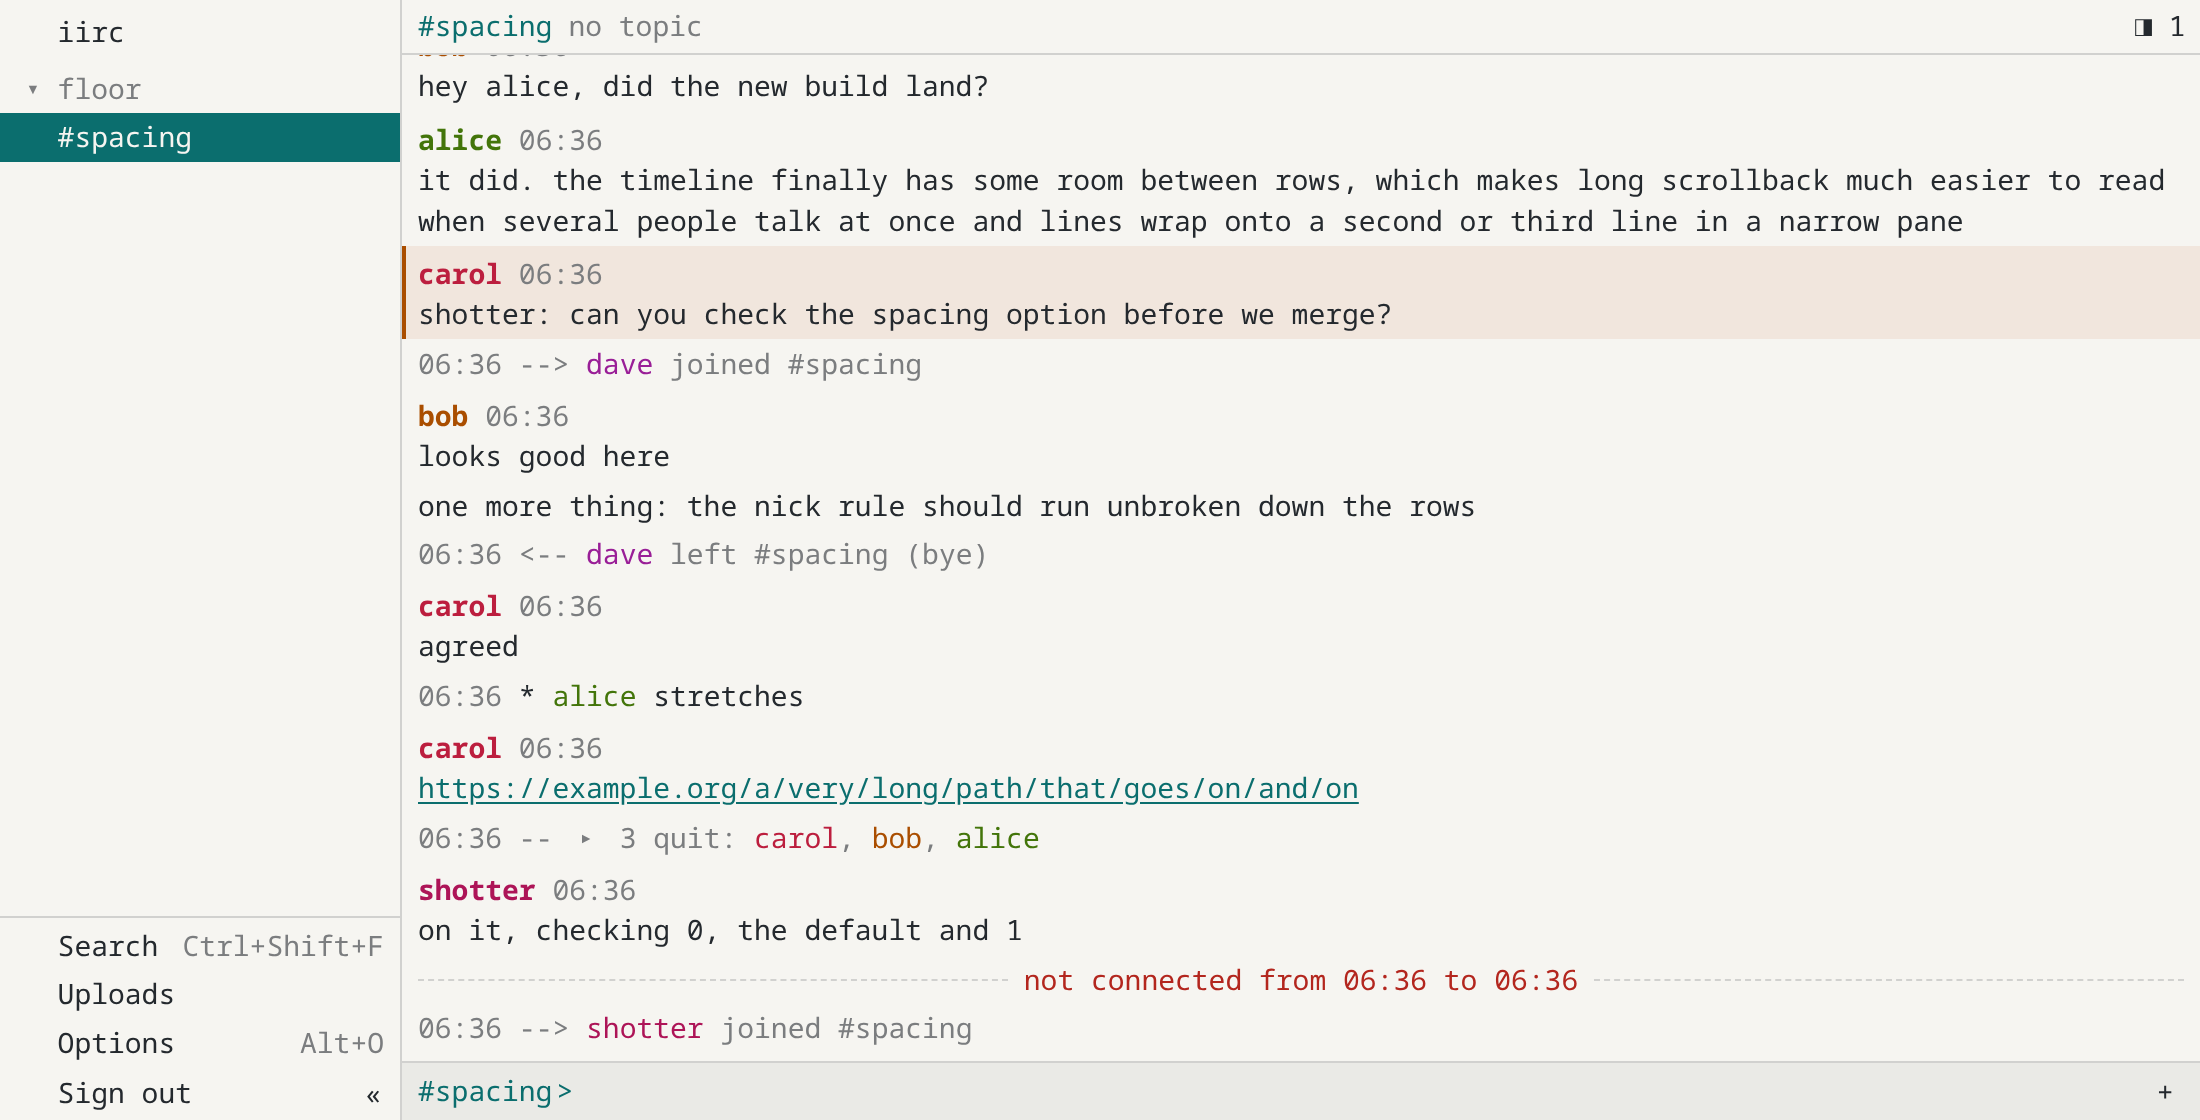 iirc
▾ floor
#spacing
Search Ctrl+Shift+F
Uploads
Options Alt+O
Sign out «
#spacing no topic ◨ 1
hey alice, did the new build land?
alice 06:36
it did. the timeline finally has some room between rows, which makes long scrollback much easier to read
when several people talk at once and lines wrap onto a second or third line in a narrow pane
carol 06:36
shotter: can you check the spacing option before we merge?
06:36 --> dave joined #spacing
bob 06:36
looks good here
one more thing: the nick rule should run unbroken down the rows
06:36 <-- dave left #spacing (bye)
carol 06:36
agreed
06:36 * alice stretches
carol 06:36
https://example.org/a/very/long/path/that/goes/on/and/on
06:36 -- ▸ 3 quit: carol, bob, alice
shotter 06:36
on it, checking 0, the default and 1
not connected from 06:36 to 06:36
06:36 --> shotter joined #spacing
#spacing> +